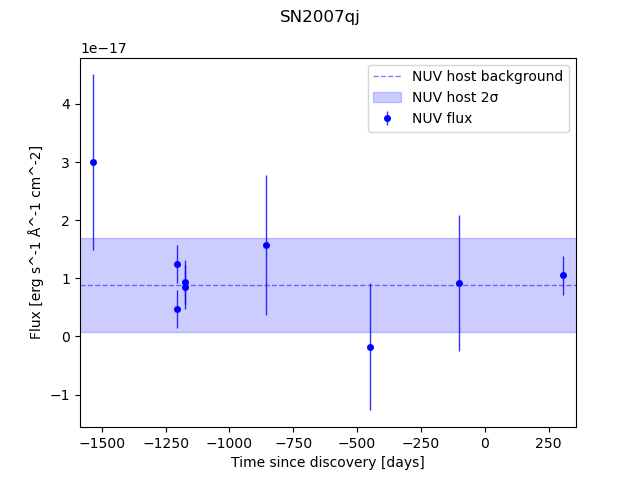 SN2007qj
1e−17
NUV host background
NUV host 2σ
NUV flux
4
3
2
1
0
−1
Flux [erg s^-1 Å^-1 cm^-2]
−1500
−1250
−1000
−750
−500
−250
0
250
Time since discovery [days]